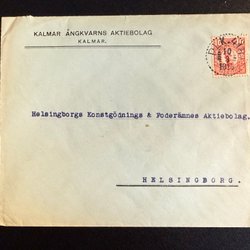 KALMAR ÅNGKVARNS AKTIEBOLAG
KALMAR.
Helsingborgs Konstgödnings & Foderämnes Aktiebolag.
HELSINGBORG.